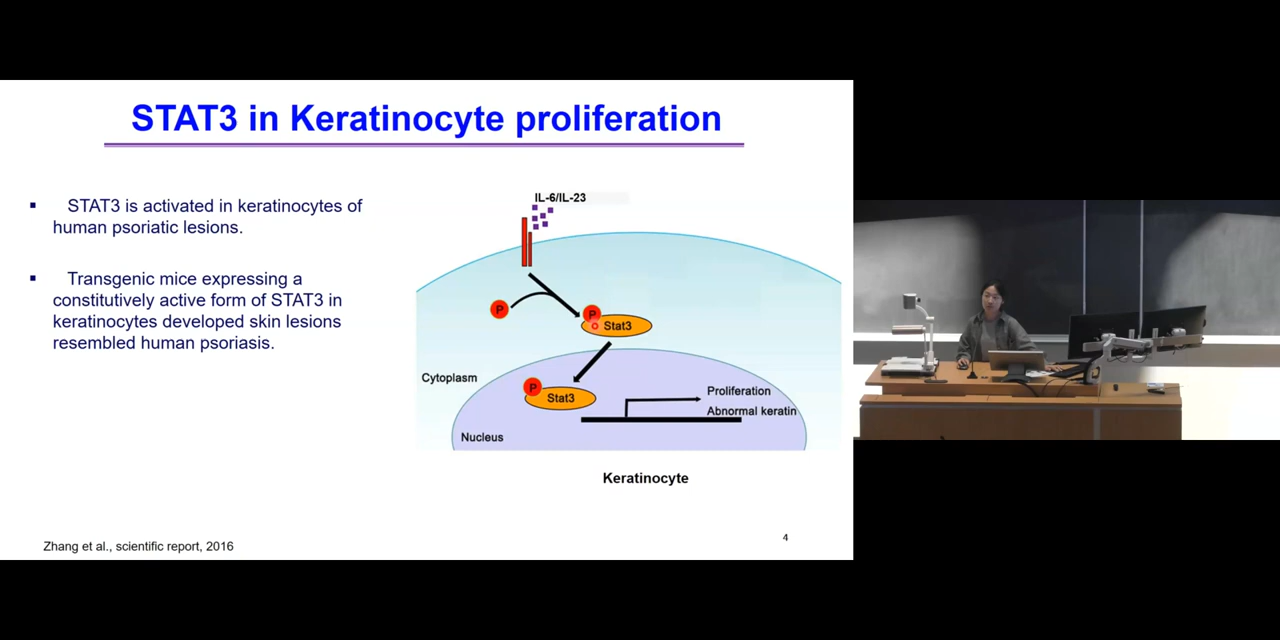 STAT3 in Keratinocyte proliferation
▪ STAT3 is activated in keratinocytes of
human psoriatic lesions.
▪ Transgenic mice expressing a
constitutively active form of STAT3 in
keratinocytes developed skin lesions
resembled human psoriasis.
IL-6/IL-23
P
P
Stat3
Cytoplasm
P
Stat3
Proliferation
Abnormal keratin
Nucleus
Keratinocyte
Zhang et al., scientific report, 2016
4